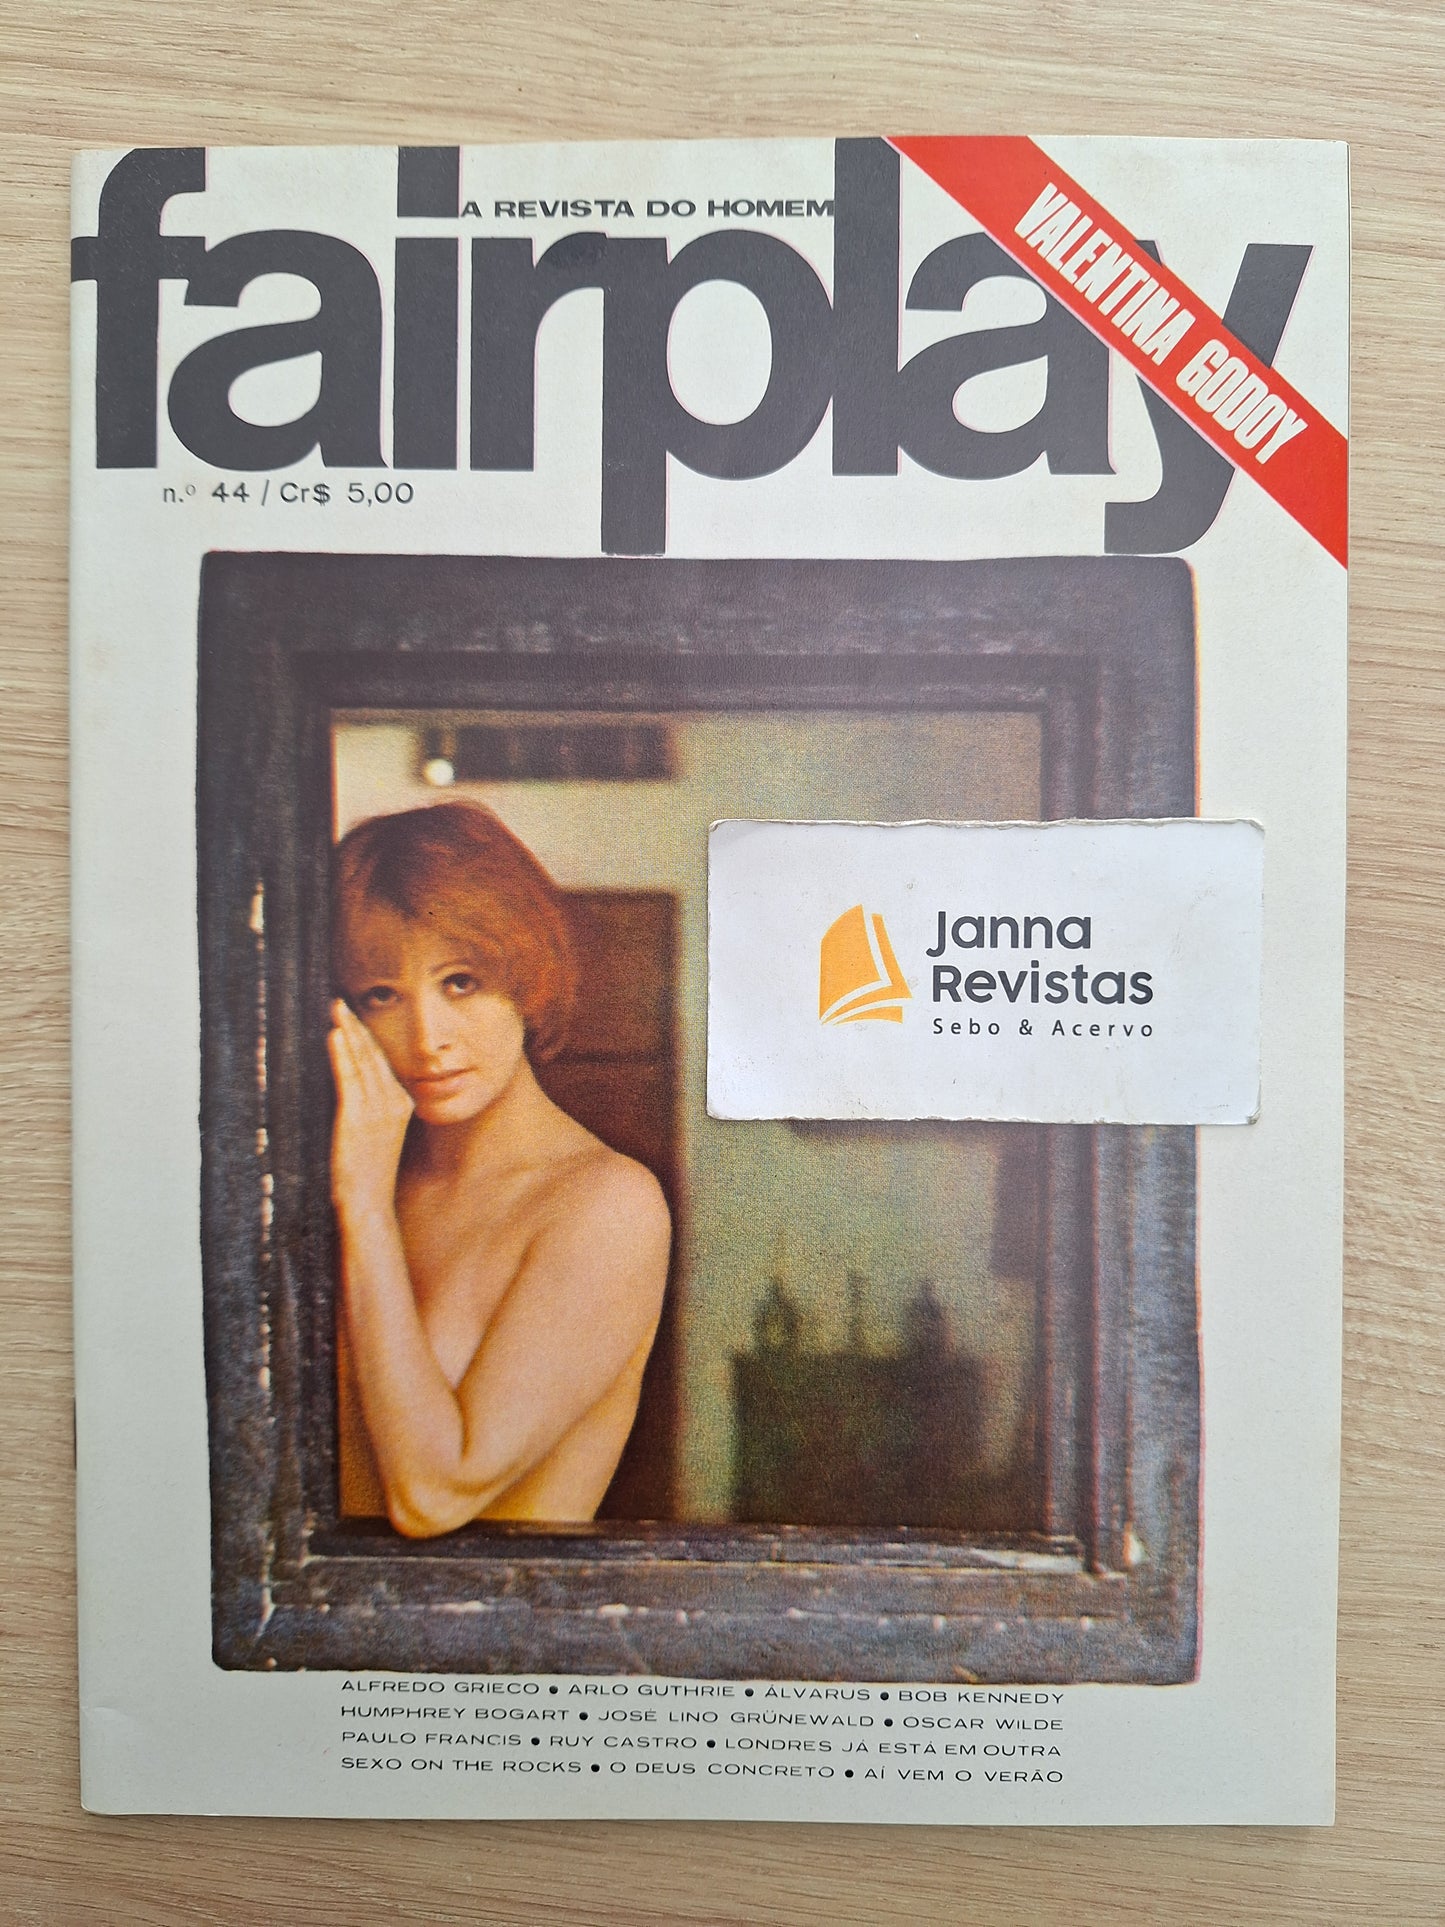 fairplay
A REVISTA DO HOMEM
VALENTINA GODOY
n.º 44 / Cr$ 5,00
Janna
Revistas
Sebo & Acervo
ALFREDO GRIECO • ARLO GUTHRIE • ÁLVARUS • BOB KENNEDY
HUMPHREY BOGART • JOSÉ LINO GRÜNEWALD • OSCAR WILDE
PAULO FRANCIS • RUY CASTRO • LONDRES JÁ ESTÁ EM OUTRA
SEXO ON THE ROCKS • O DEUS CONCRETO • AÍ VEM O VERÃO